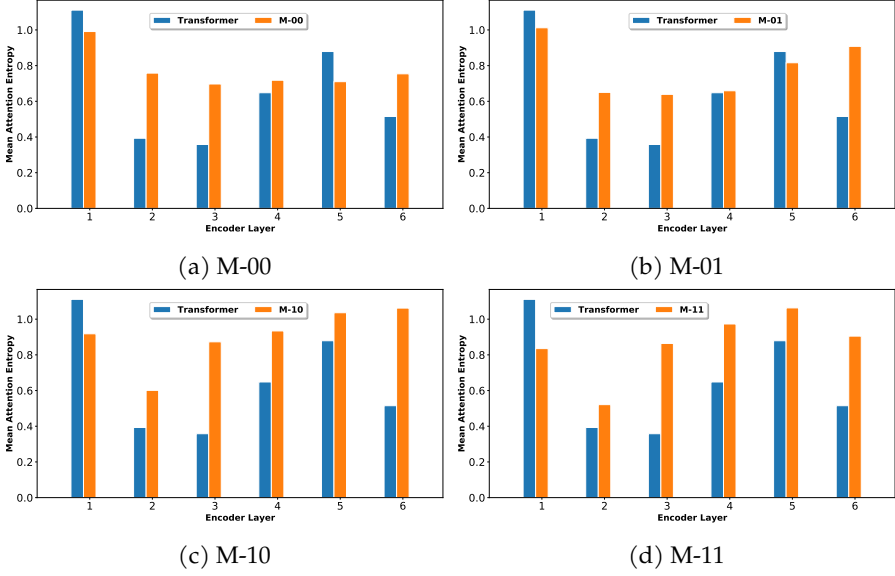 Transformer M-00
Mean Attention Entropy
1.0
0.8
0.6
0.4
0.2
0.0
1 2 3 4 5 6
Encoder Layer
(a) M-00
Transformer M-01
Mean Attention Entropy
1.0
0.8
0.6
0.4
0.2
0.0
1 2 3 4 5 6
Encoder Layer
(b) M-01
Transformer M-10
Mean Attention Entropy
1.0
0.8
0.6
0.4
0.2
0.0
1 2 3 4 5 6
Encoder Layer
(c) M-10
Transformer M-11
Mean Attention Entropy
1.0
0.8
0.6
0.4
0.2
0.0
1 2 3 4 5 6
Encoder Layer
(d) M-11